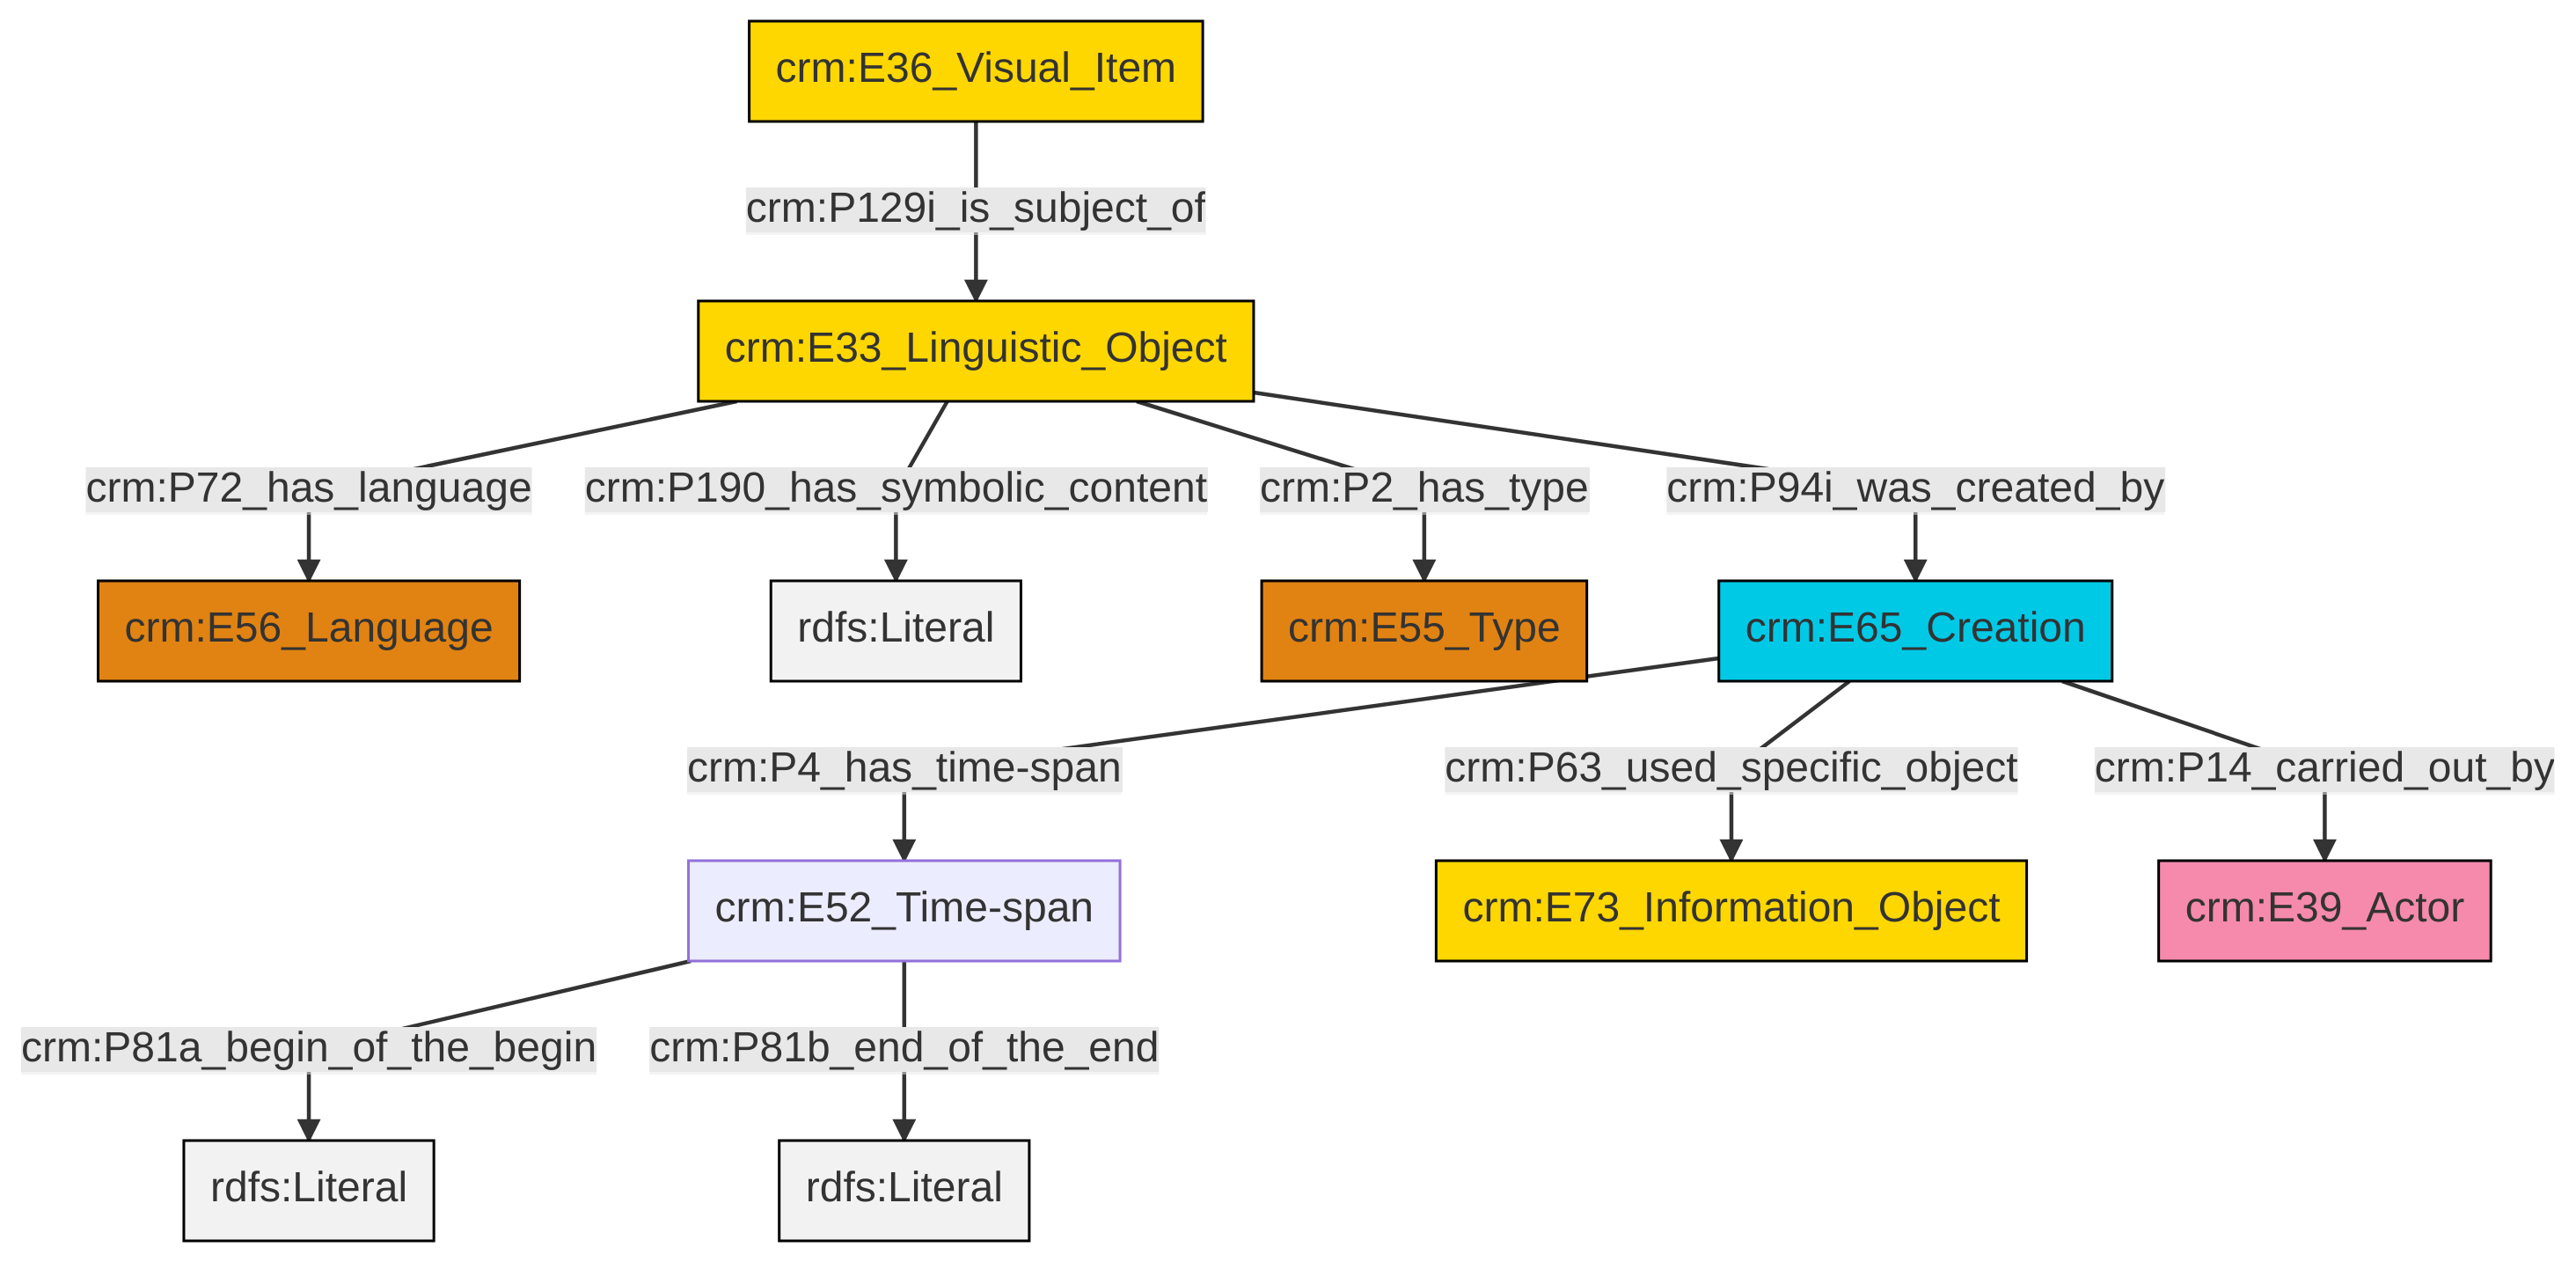 crm:E36_Visual_Item
crm:P129i_is_subject_of
crm:E33_Linguistic_Object
crm:P72_has_language
crm:P190_has_symbolic_content
crm:P2_has_type
crm:P94i_was_created_by
crm:E56_Language
rdfs:Literal
crm:E55_Type
crm:E65_Creation
crm:P4_has_time-span
crm:P63_used_specific_object
crm:P14_carried_out_by
crm:E52_Time-span
crm:E73_Information_Object
crm:E39_Actor
crm:P81a_begin_of_the_begin
crm:P81b_end_of_the_end
rdfs:Literal
rdfs:Literal